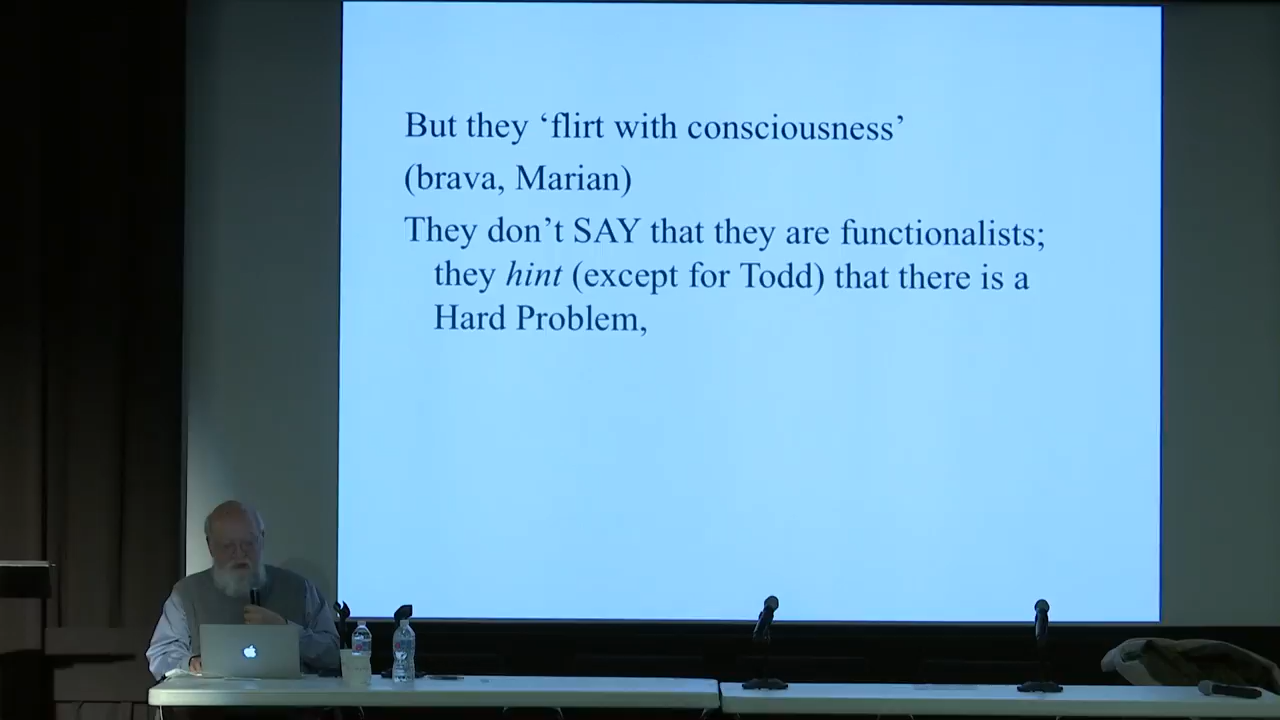 But they ‘flirt with consciousness’
(brava, Marian)
They don’t SAY that they are functionalists;
they hint (except for Todd) that there is a
Hard Problem,